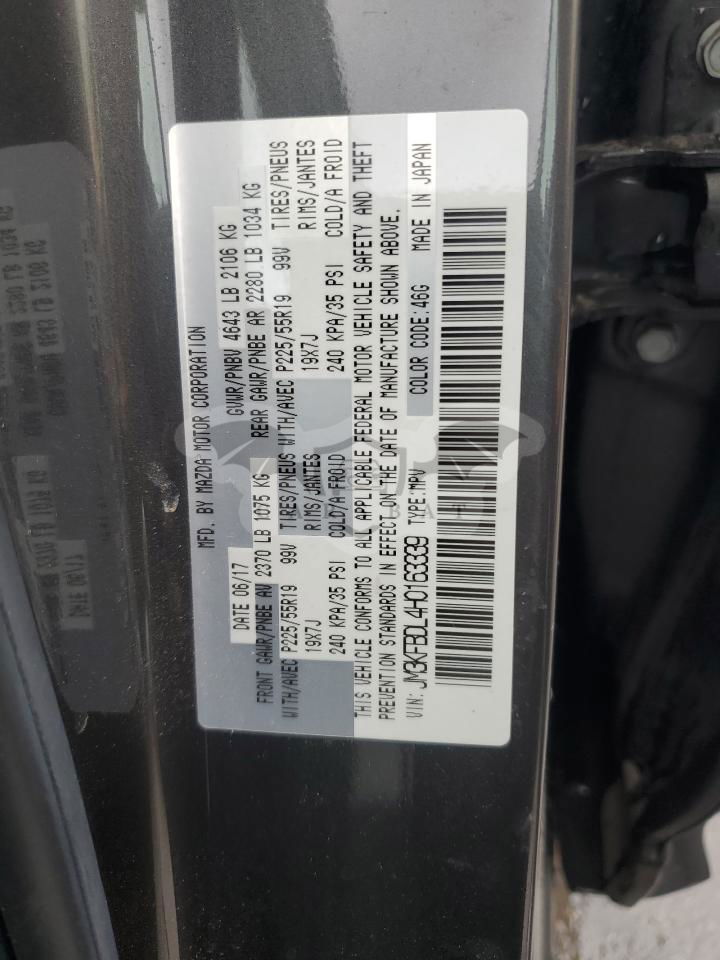 MFD. BY MAZDA MOTOR CORPORATION
DATE 06/17 GVWR/PNBV 4643 LB 2106 KG
FRONT GAWR/PNBE AV 2370 LB 1075 KG REAR GAWR/PNBE AR 2280 LB 1034 KG
WITH/AVEC P225/55R19 99V TIRES/PNEUS WITH/AVEC P225/55R19 99V TIRES/PNEUS
19X7J RIMS/JANTES 19X7J RIMS/JANTES
240 KPA/35 PSI COLD/A FROID 240 KPA/35 PSI COLD/A FROID
THIS VEHICLE CONFORMS TO ALL APPLICABLE FEDERAL MOTOR VEHICLE SAFETY AND THEFT
PREVENTION STANDARDS IN EFFECT ON THE DATE OF MANUFACTURE SHOWN ABOVE.
VIN: JM3KFBDL4H0163339 TYPE:MPV COLOR CODE:46G MADE IN JAPAN